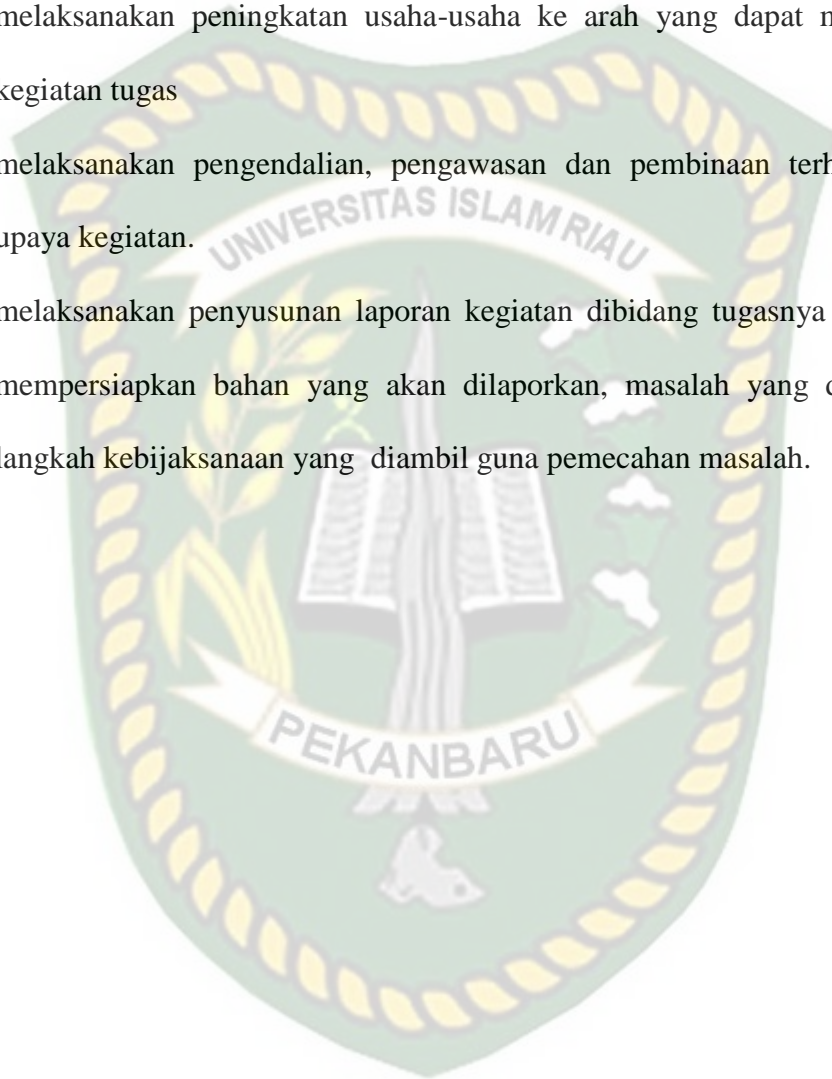 melaksanakan peningkatan usaha-usaha ke arah yang dapat
kegiatan tugas
melaksanakan pengendalian, pengawasan dan pembinaan
upaya kegiatan.
UNIVERSITAS ISLAM RIAU
melaksanakan penyusunan laporan kegiatan dibidang tugasnya
mempersiapkan bahan yang akan dilaporkan, masalah yang
langkah kebijaksanaan yang diambil guna pemecahan masalah.
PEKANBARU